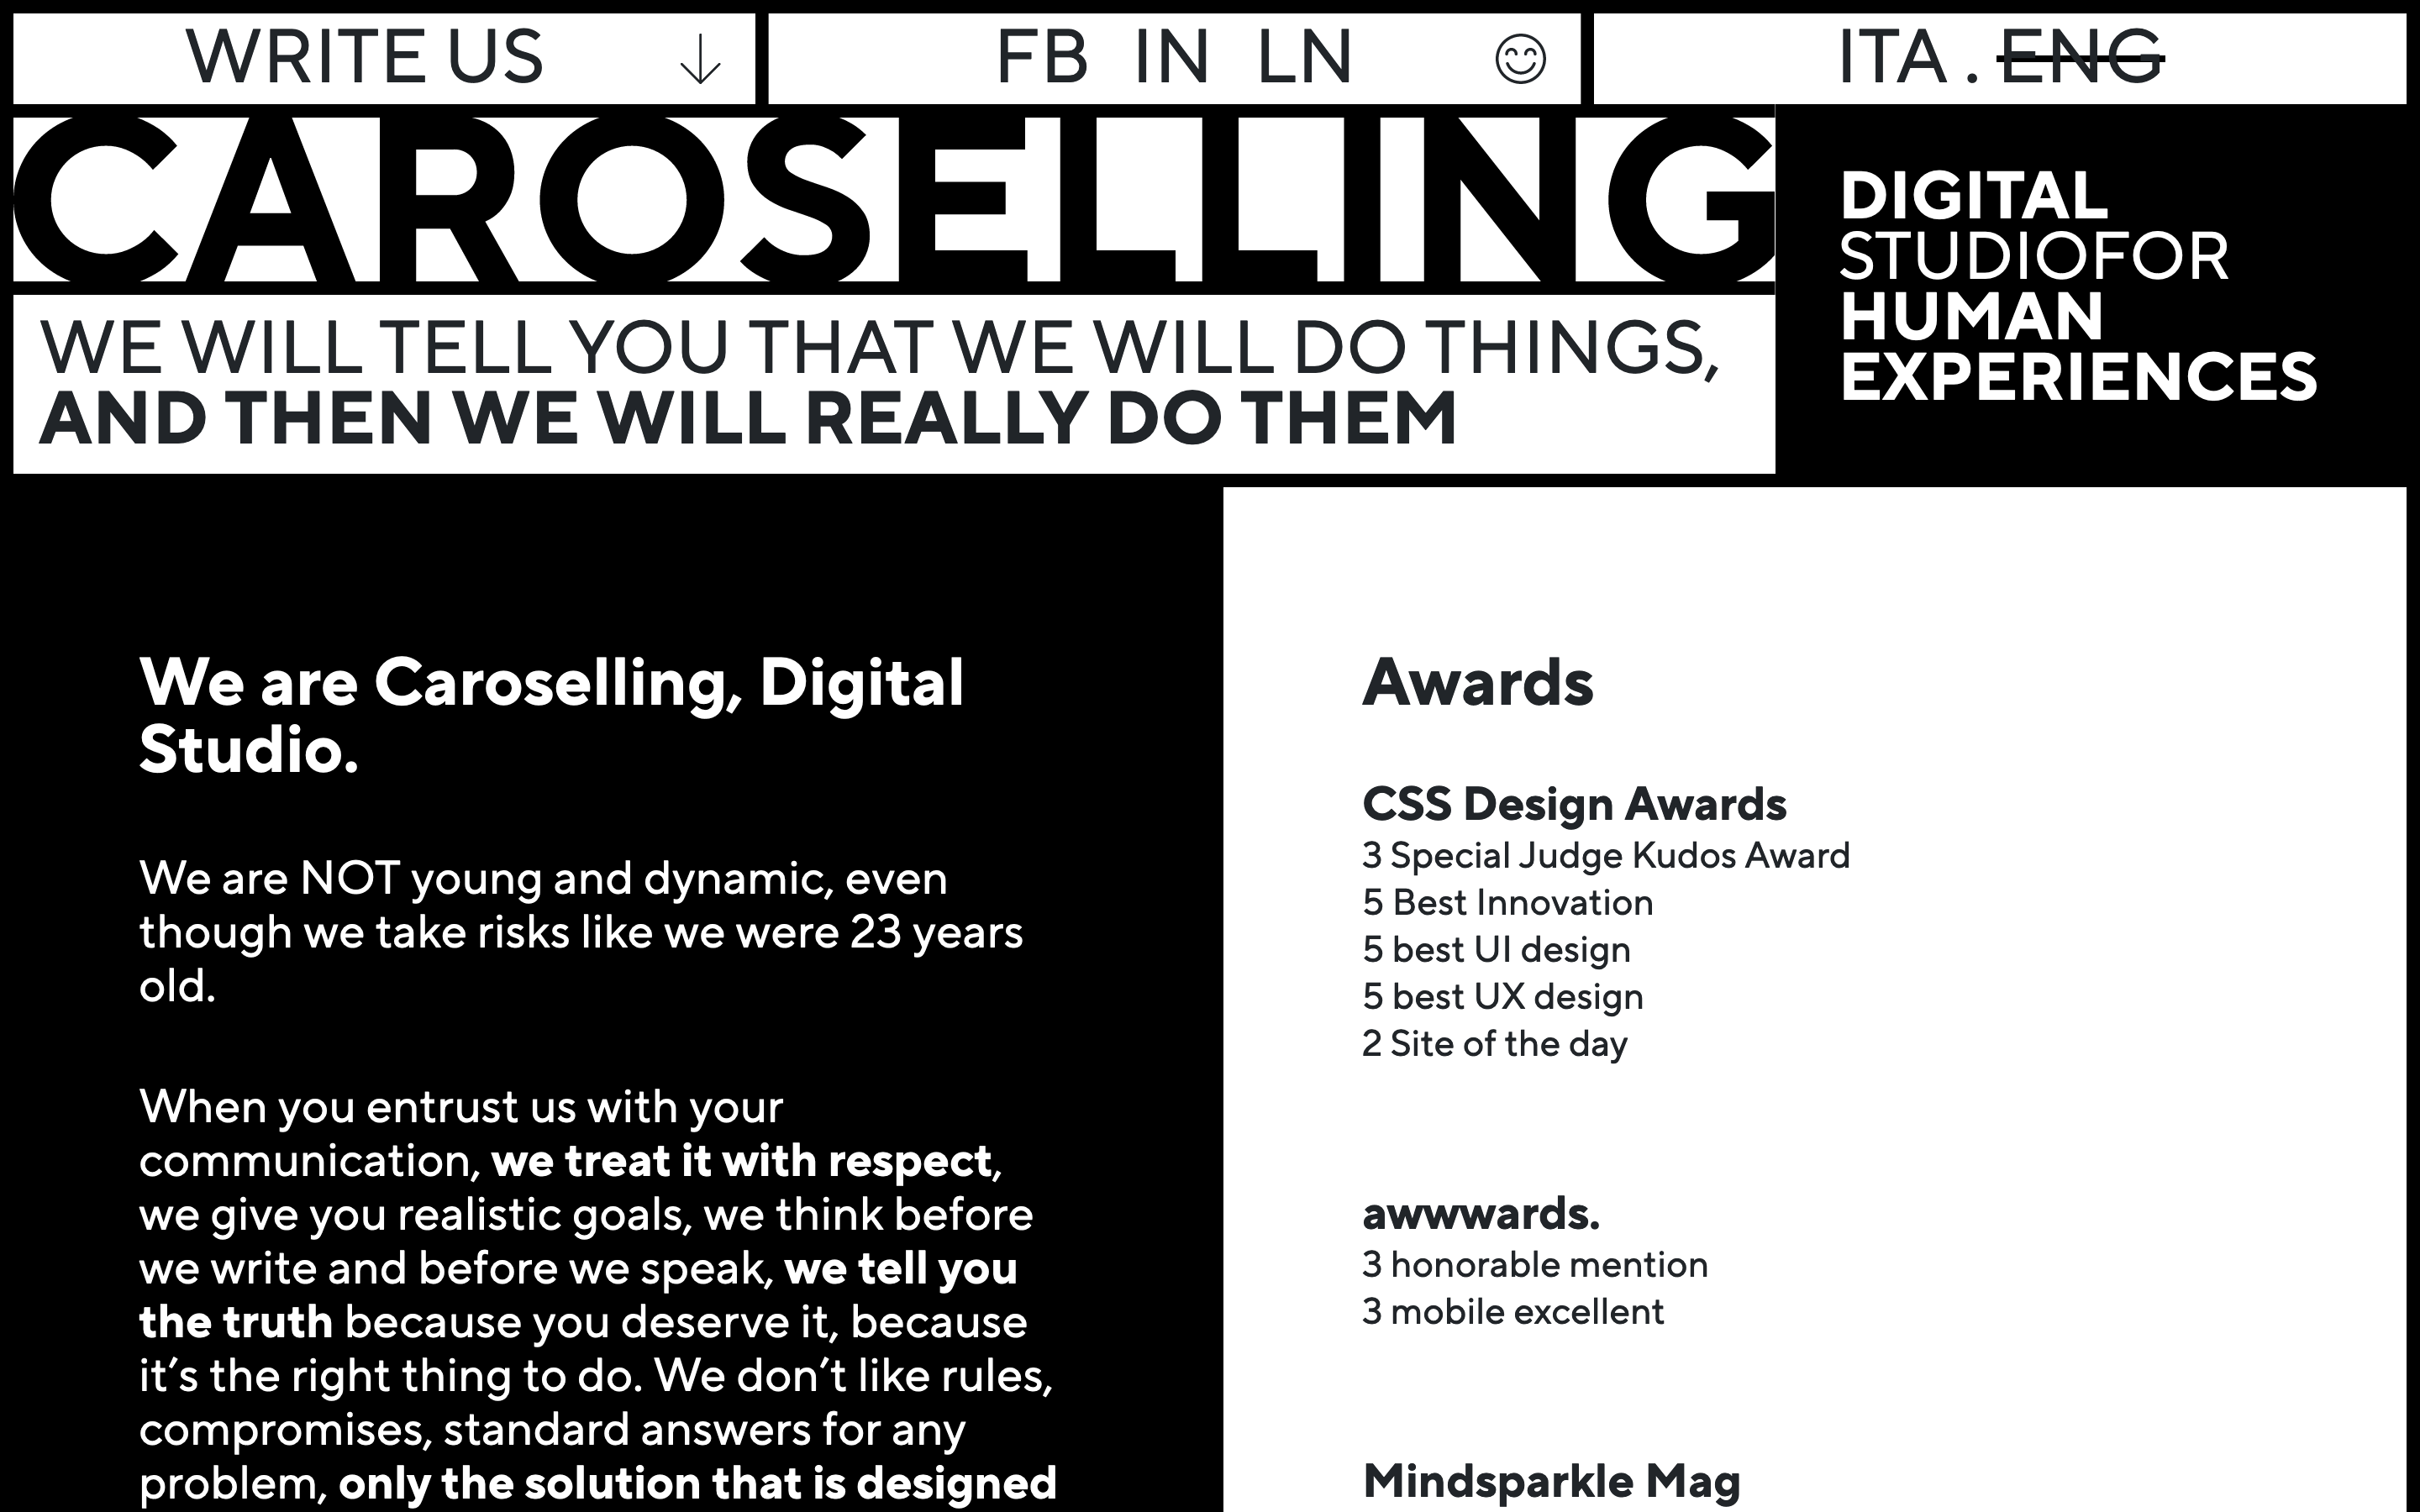 WRITE US ↓
FB IN LN
ITA . ENG
CAROSELLING
DIGITAL
STUDIOFOR
HUMAN
EXPERIENCES
WE WILL TELL YOU THAT WE WILL DO THINGS,
AND THEN WE WILL REALLY DO THEM
We are Caroselling, Digital
Studio.
We are NOT young and dynamic, even
though we take risks like we were 23 years
old.
When you entrust us with your
communication, we treat it with respect,
we give you realistic goals, we think before
we write and before we speak, we tell you
the truth because you deserve it, because
it’s the right thing to do. We don’t like rules,
compromises, standard answers for any
problem, only the solution that is designed
Awards
CSS Design Awards
3 Special Judge Kudos Award
5 Best Innovation
5 best UI design
5 best UX design
2 Site of the day
awwwards.
3 honorable mention
3 mobile excellent
Mindsparkle Mag